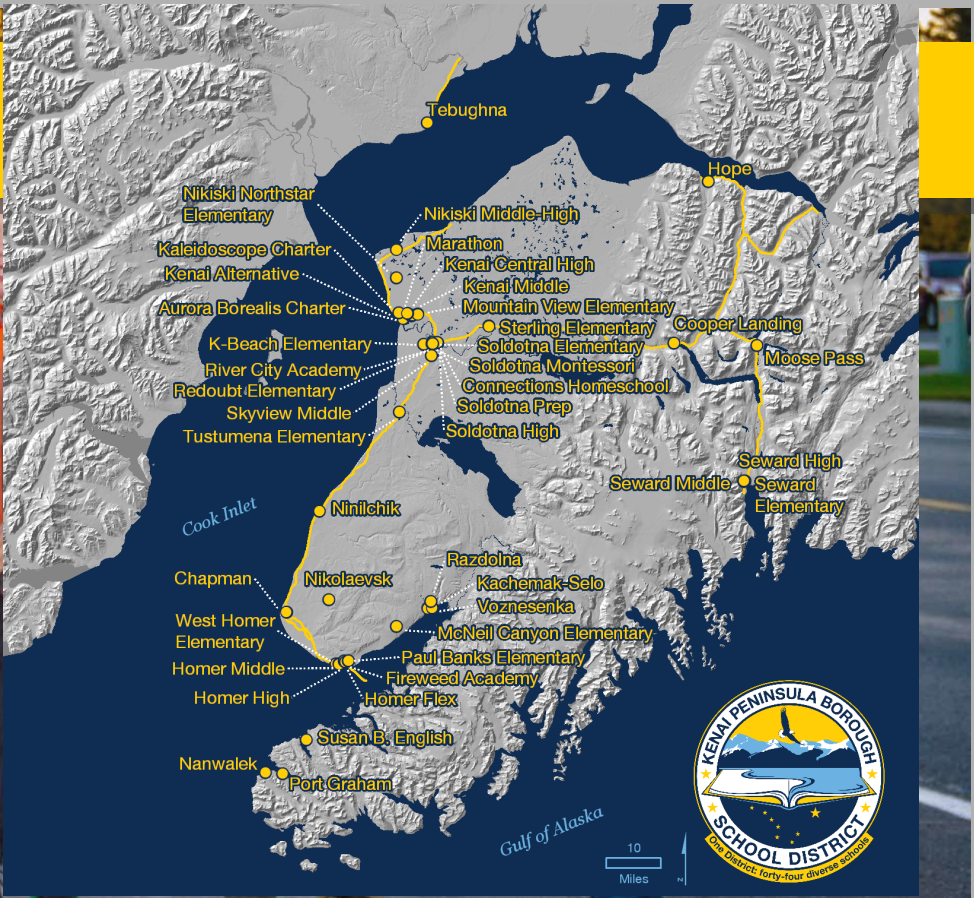 Tebughna
Hope
Nikiski Northstar
Elementary
Nikiski Middle-High
Kaleidoscope Charter
Marathon
Kenai Alternative
Kenai Central High
Kenai Middle
Aurora Borealis Charter
Mountain View Elementary
Sterling Elementary
Cooper Landing
K-Beach Elementary
Soldotna Elementary
Moose Pass
River City Academy
Soldotna Montessori
Redoubt Elementary
Connections Homeschool
Skyview Middle
Soldotna Prep
Tustumena Elementary
Soldotna High
Seward High
Seward Middle
Seward
Elementary
Ninilchik
Cook Inlet
Razdolna
Chapman
Nikolaevsk
Kachemak-Selo
Voznesenka
West Homer
Elementary
McNeil Canyon Elementary
Homer Middle
Paul Banks Elementary
Fireweed Academy
Homer High
Homer Flex
Susan B. English
Nanwalek
Port Graham
Gulf of Alaska
10
Miles
z
KENAI PENINSULA BOROUGH
SCHOOL DISTRICT
One District: forty-four diverse schools